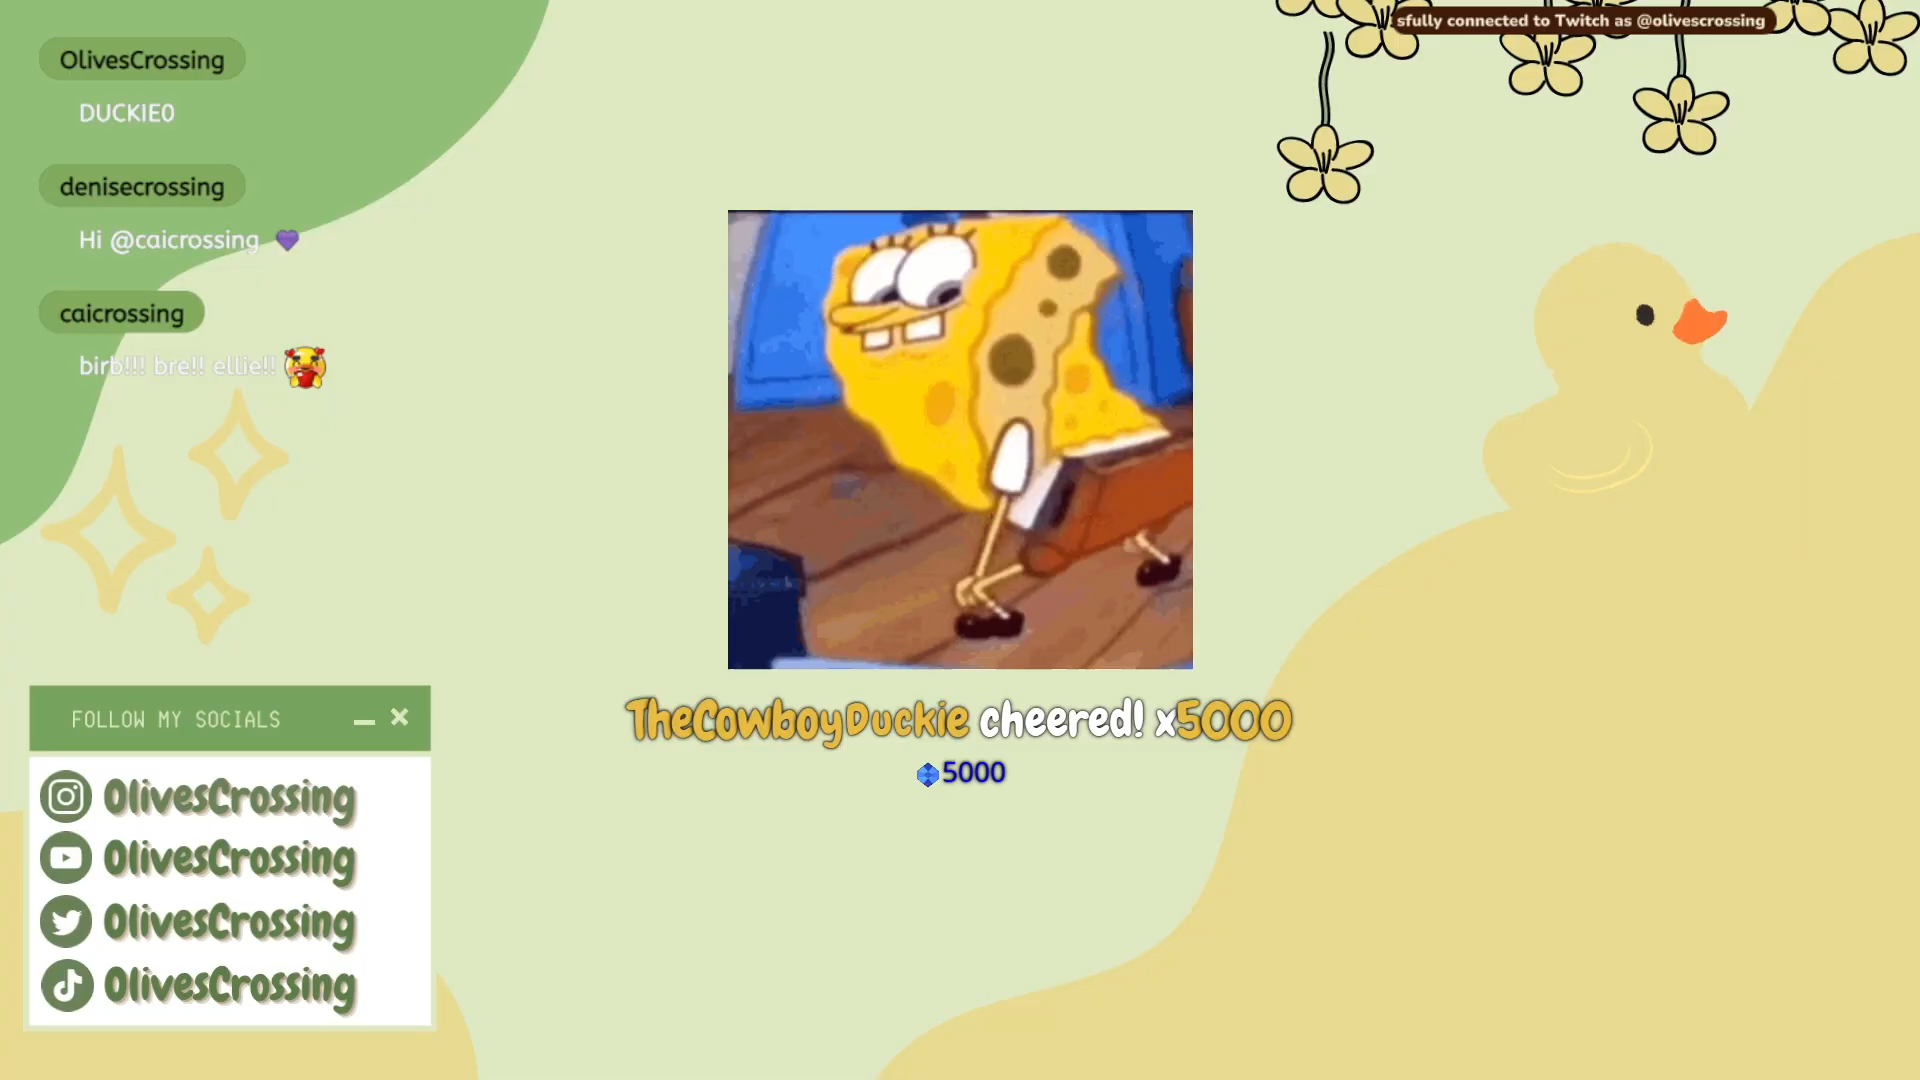 sfully connected to Twitch as @olivescrossing
OlivesCrossing
DUCKIE0
denisecrossing
Hi @caicrossing
caicrossing
birb!!! bre!! ellie!!
TheCowboyDuckie cheered! x5000
5000
FOLLOW MY SOCIALS
OlivesCrossing
OlivesCrossing
OlivesCrossing
OlivesCrossing